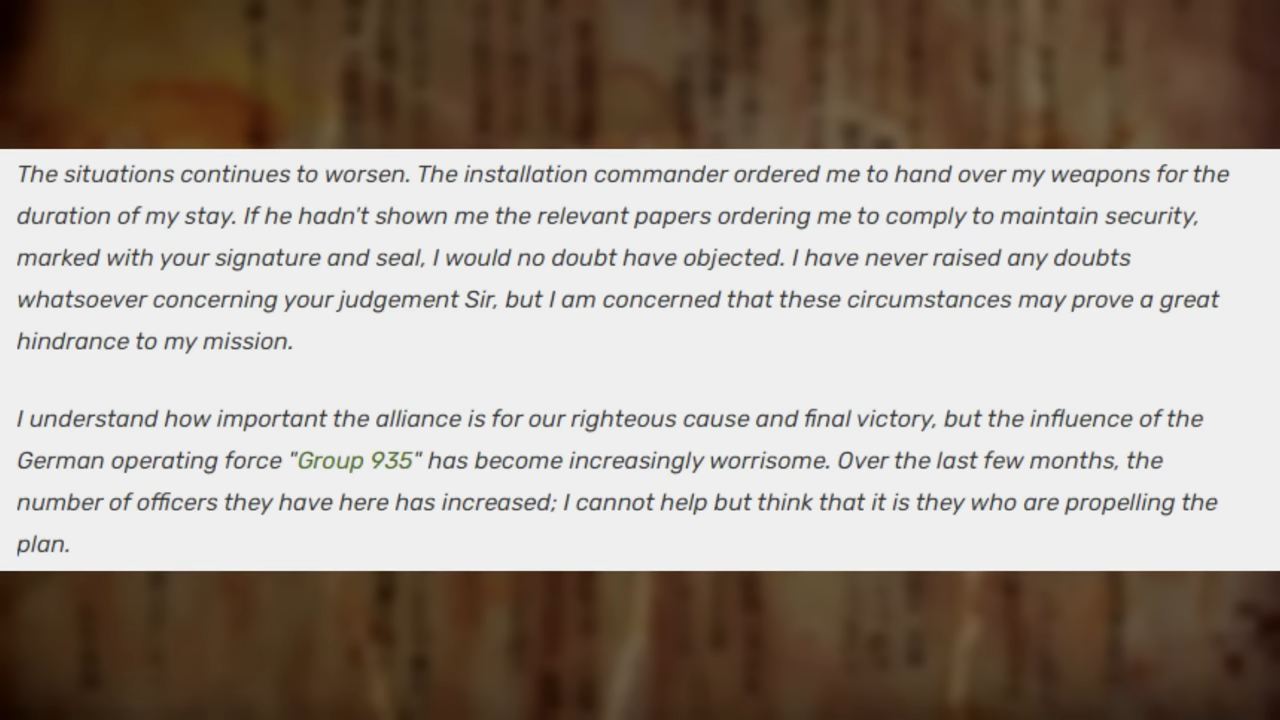 The situations continues to worsen. The installation commander ordered me to hand over my weapons for the
duration of my stay. If he hadn't shown me the relevant papers ordering me to comply to maintain security,
marked with your signature and seal, I would no doubt have objected. I have never raised any doubts
whatsoever concerning your judgement Sir, but I am concerned that these circumstances may prove a great
hindrance to my mission.
I understand how important the alliance is for our righteous cause and final victory, but the influence of the
German operating force "Group 935" has become increasingly worrisome. Over the last few months, the
number of officers they have here has increased; I cannot help but think that it is they who are propelling the
plan.